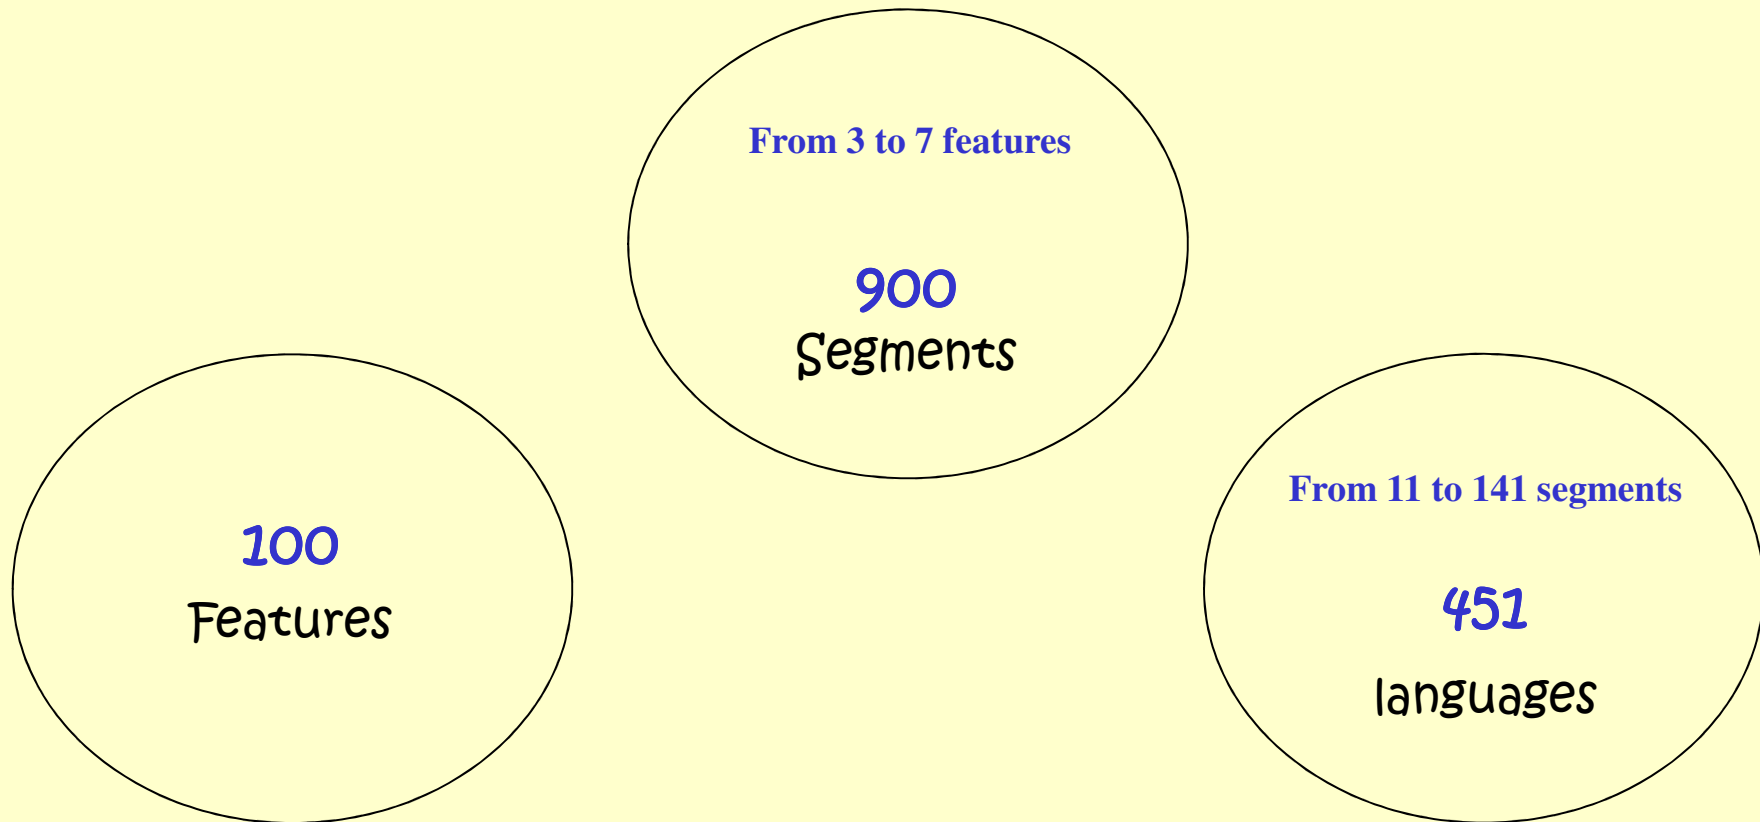 From 3 to 7 features
900
Segments
100
Features
From 11 to 141 segments
451
languages